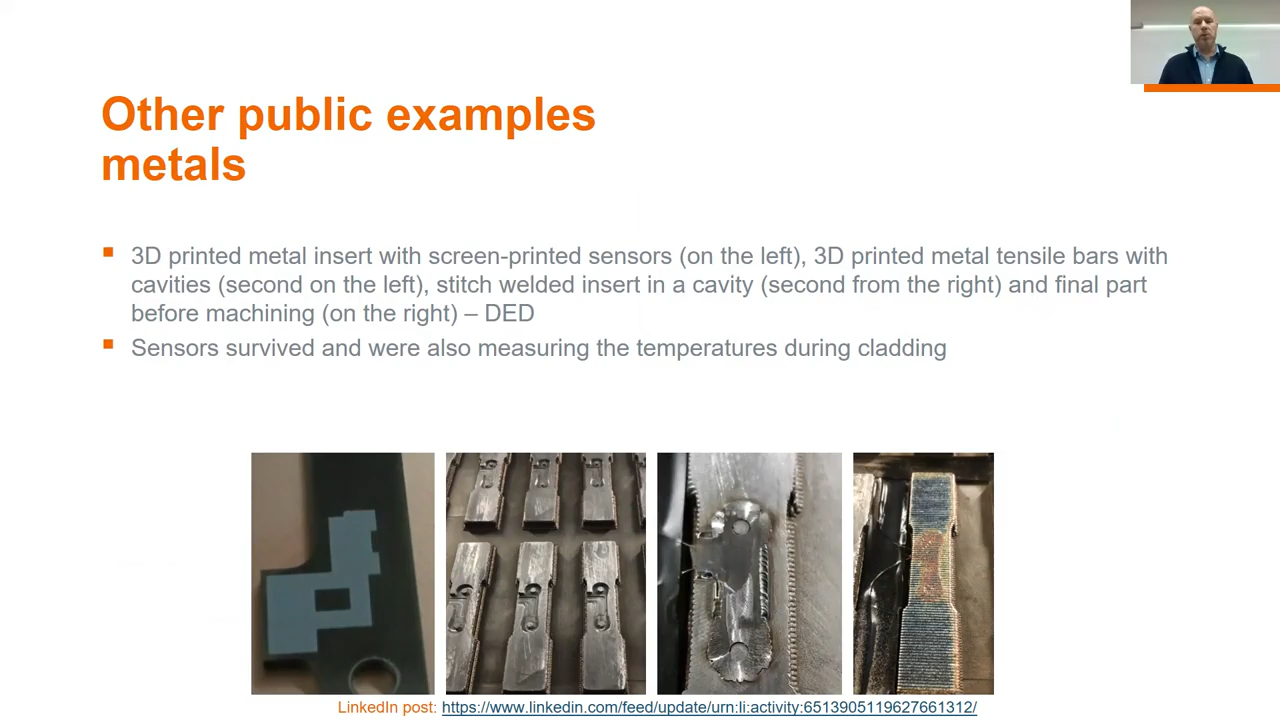 Other public examples
metals
3D printed metal insert with screen-printed sensors (on the left), 3D printed metal tensile bars with
cavities (second on the left), stitch welded insert in a cavity (second from the right) and final part
before machining (on the right) – DED
Sensors survived and were also measuring the temperatures during cladding
LinkedIn post: https://www.linkedin.com/feed/update/urn:li:activity:6513905119627661312/